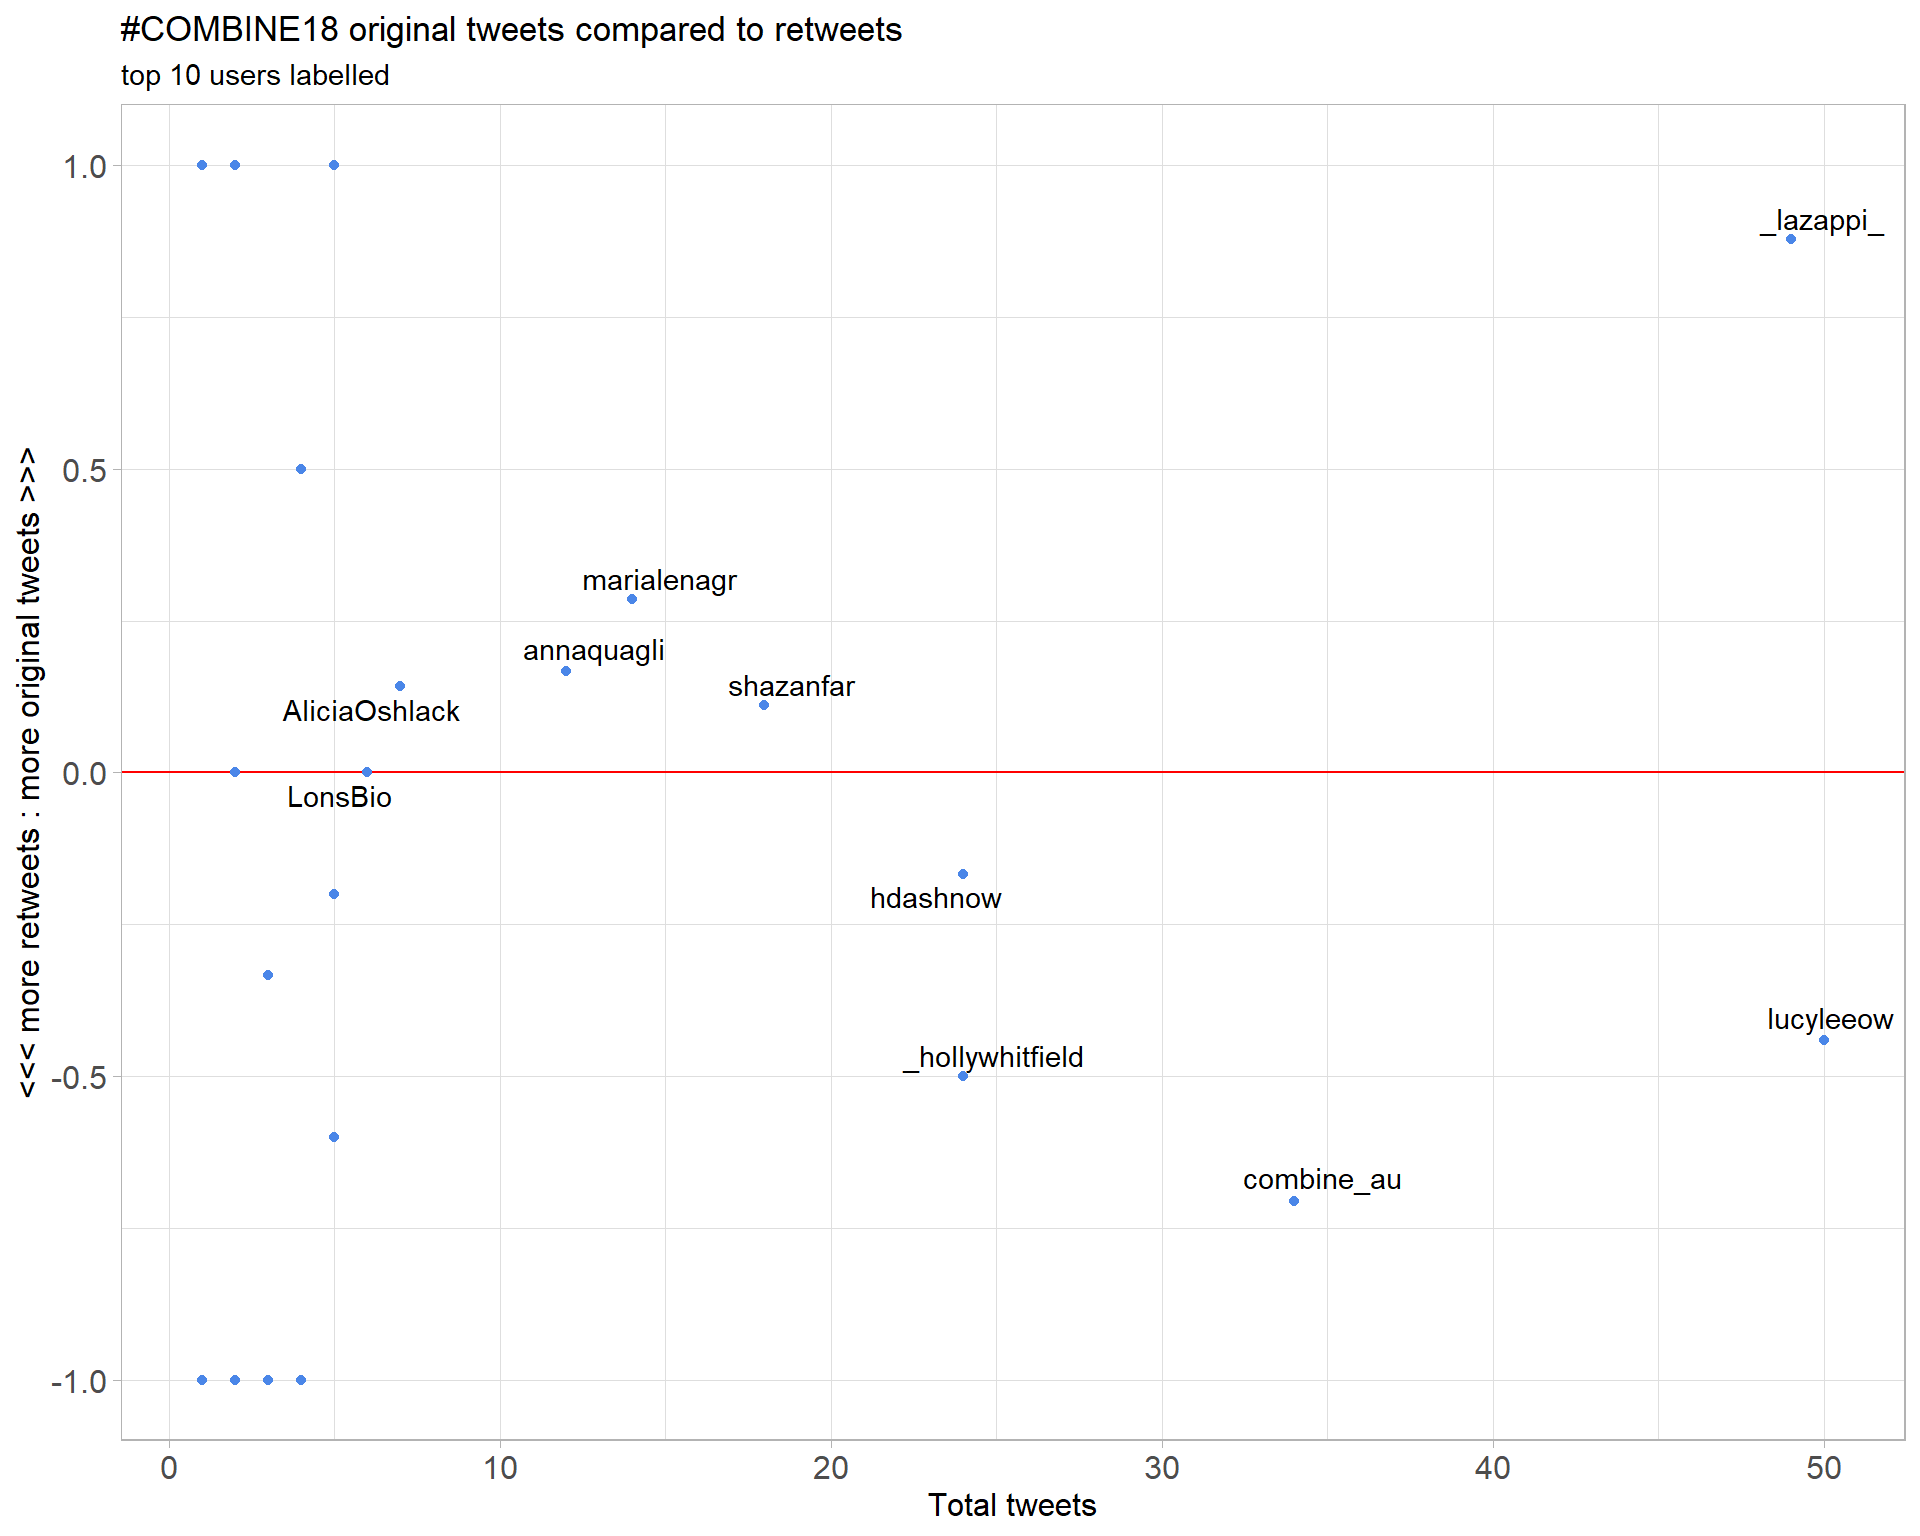 #COMBINE18 original tweets compared to retweets
top 10 users labelled
<<< more retweets : more original tweets >>>
1.0
0.5
0.0
-0.5
-1.0
_lazappi_
marialenagr
annaquagli
shazanfar
AliciaOshlack
LonsBio
hdashnow
lucyleeow
_hollywhitfield
combine_au
0 10 20 30 40 50
Total tweets